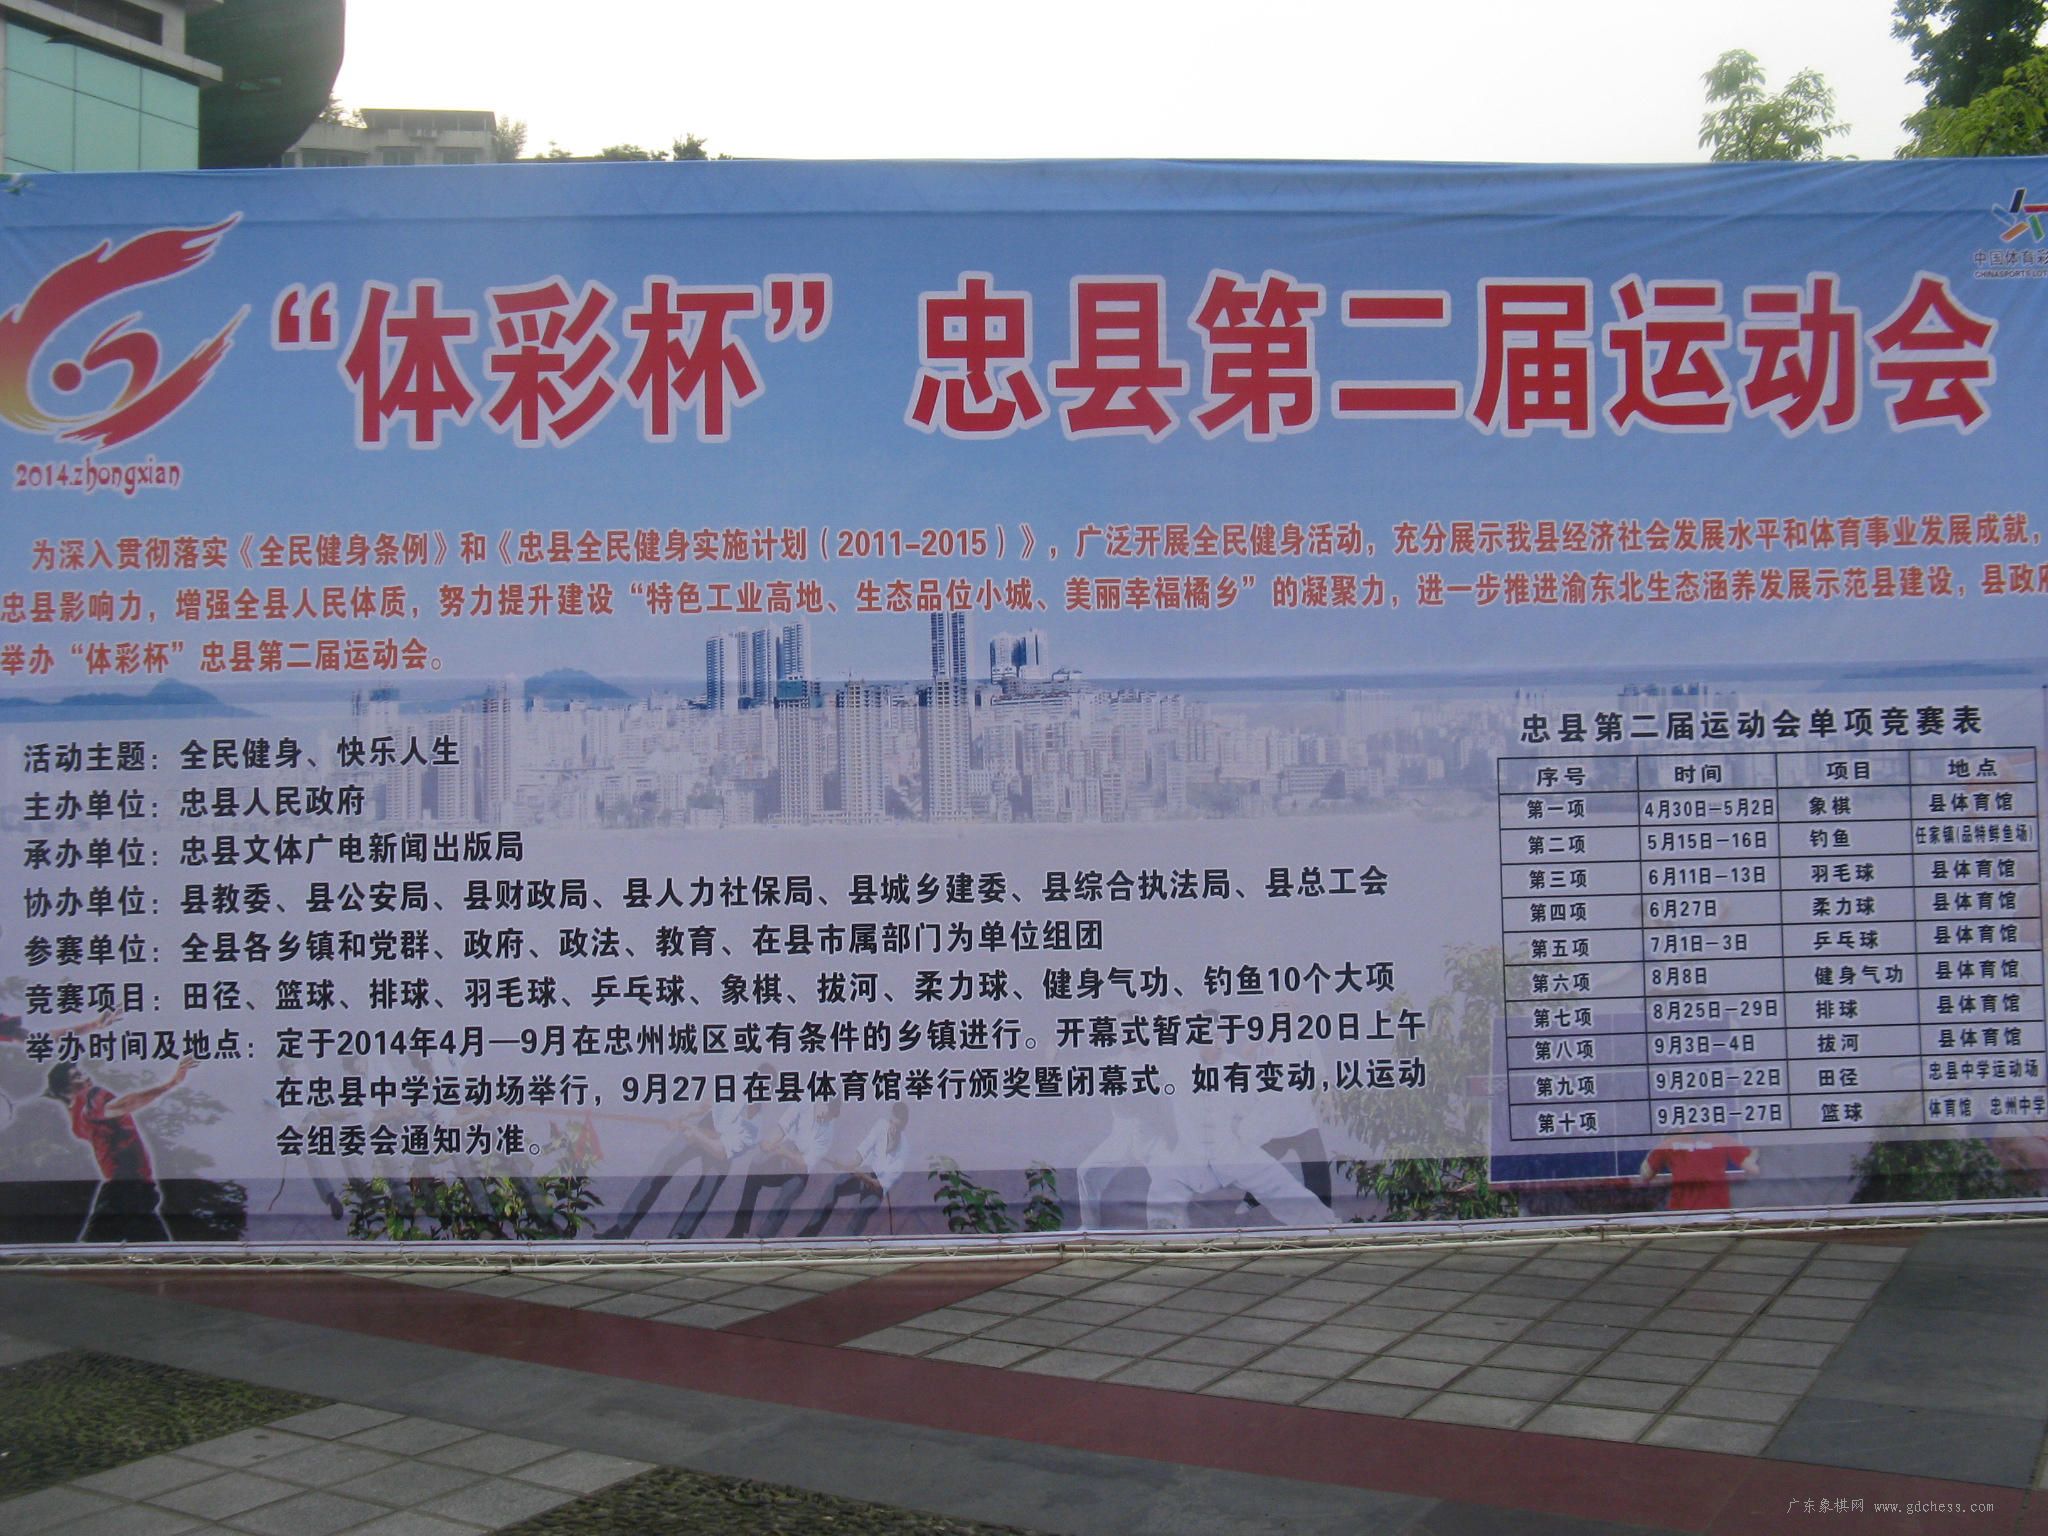 中国体育彩
CHINA SPORTS LOT
“体彩杯” 忠县第二届运动会
2014.zhongxian
为深入贯彻落实《全民健身条例》和《忠县全民健身实施计划（2011-2015）》，广泛开展全民健身活动，充分展示我县经济社会发展水平和体育事业发展成就，
忠县影响力，增强全县人民体质，努力提升建设“特色工业高地、生态品位小城、美丽幸福橘乡”的凝聚力，进一步推进渝东北生态涵养发展示范县建设，县政府
举办“体彩杯”忠县第二届运动会。
活动主题：全民健身、快乐人生
主办单位：忠县人民政府
承办单位：忠县文体广电新闻出版局
协办单位：县教委、县公安局、县财政局、县人力社保局、县城乡建委、县综合执法局、县总工会
参赛单位：全县各乡镇和党群、政府、政法、教育、在县市属部门为单位组团
竞赛项目：田径、篮球、排球、羽毛球、乒乓球、象棋、拔河、柔力球、健身气功、钓鱼10个大项
举办时间及地点：定于2014年4月—9月在忠州城区或有条件的乡镇进行。开幕式暂定于9月20日上午
在忠县中学运动场举行，9月27日在县体育馆举行颁奖暨闭幕式。如有变动，以运动
会组委会通知为准。
忠县第二届运动会单项竞赛表
序号 时间 项目 地点
第一项 4月30日—5月2日 象棋 县体育馆
第二项 5月15日—16日 钓鱼 任家镇(品特鲜鱼场)
第三项 6月11日—13日 羽毛球 县体育馆
第四项 6月27日 柔力球 县体育馆
第五项 7月1日—3日 乒乓球 县体育馆
第六项 8月8日 健身气功 县体育馆
第七项 8月25日—29日 排球 县体育馆
第八项 9月3日—4日 拔河 县体育馆
第九项 9月20日—22日 田径 忠县中学运动场
第十项 9月23日—27日 篮球 体育馆 忠州中学
广东象棋网 www.gdchess.com